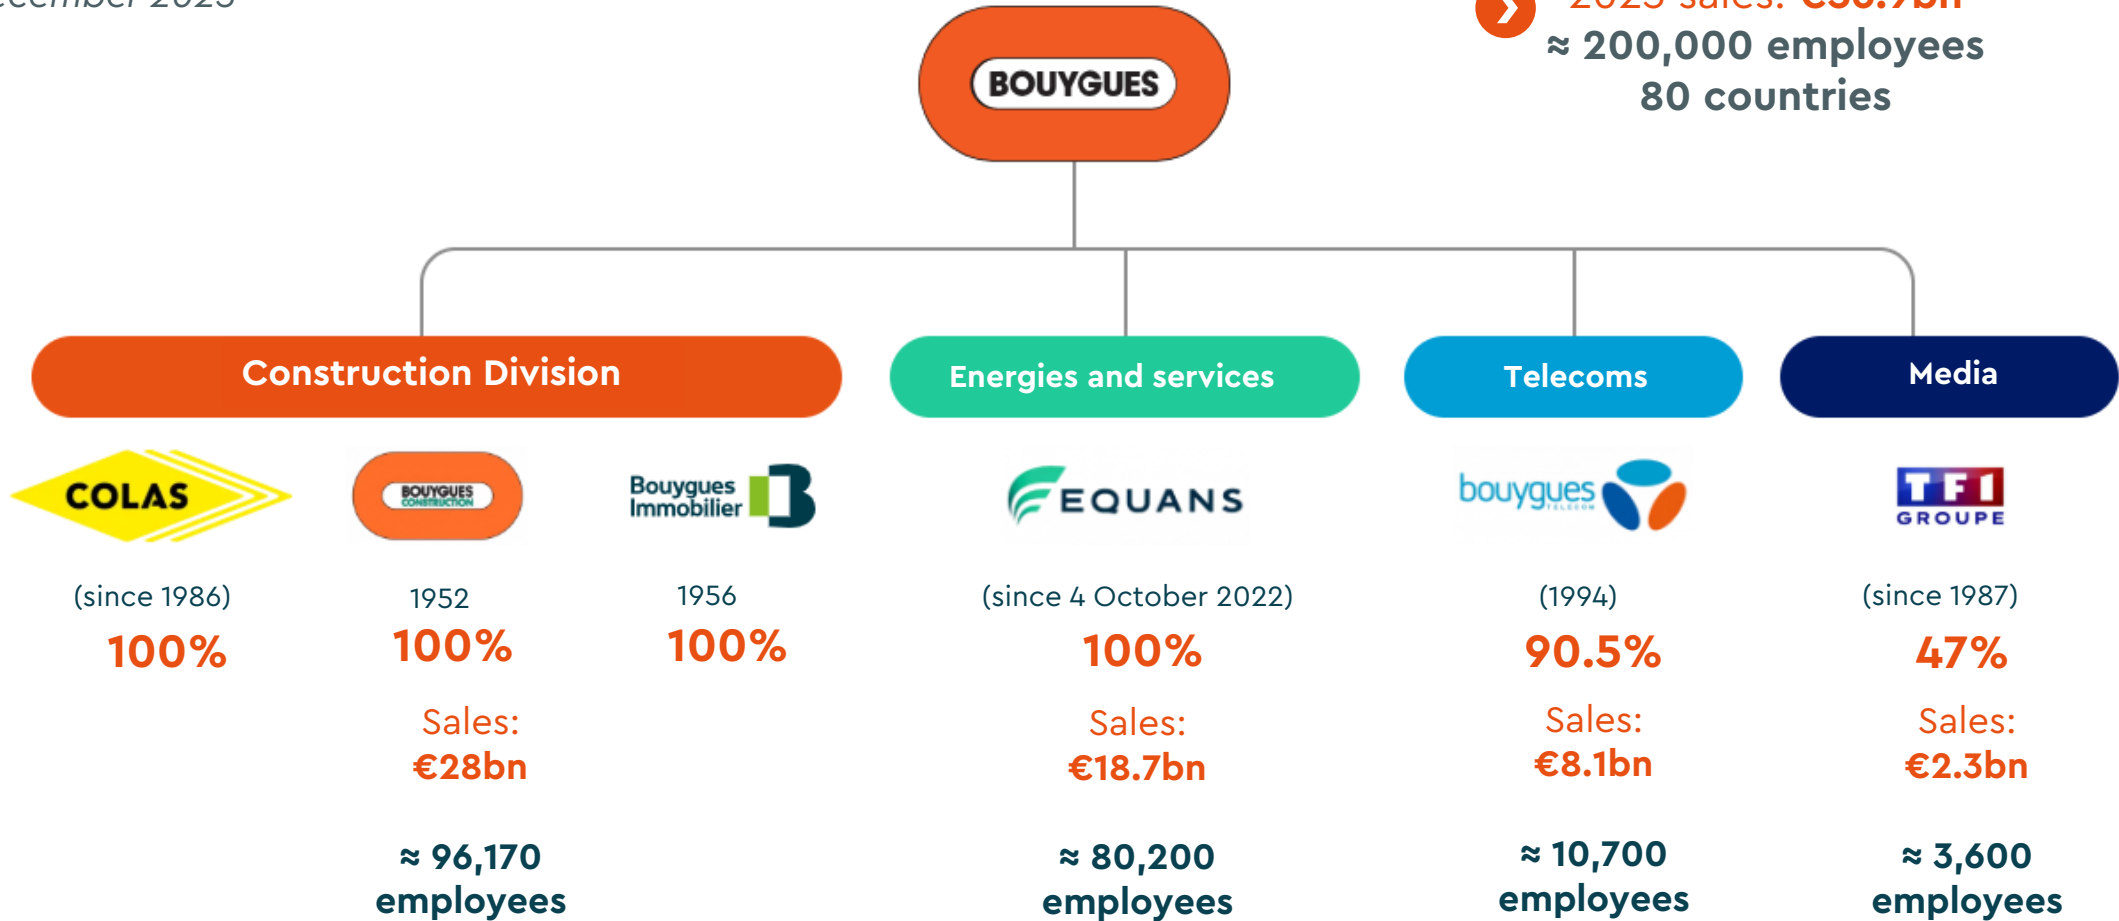 BOUYGUES
sales:
≈ 200,000 employees
80 countries
Construction Division
Energies and services
Telecoms
Media
COLAS
BOUYGUES
CONSTRUCTION
Bouygues
Immobilier
EQUANS
bouygues
TELECOM
TF1
GROUPE
(since 1986)
1952
1956
(since 4 October 2022)
(1994)
(since 1987)
100%
100%
100%
100%
90.5%
47%
Sales:
€28bn
Sales:
€18.7bn
Sales:
€8.1bn
Sales:
€2.3bn
≈ 96,170
employees
≈ 80,200
employees
≈ 10,700
employees
≈ 3,600
employees